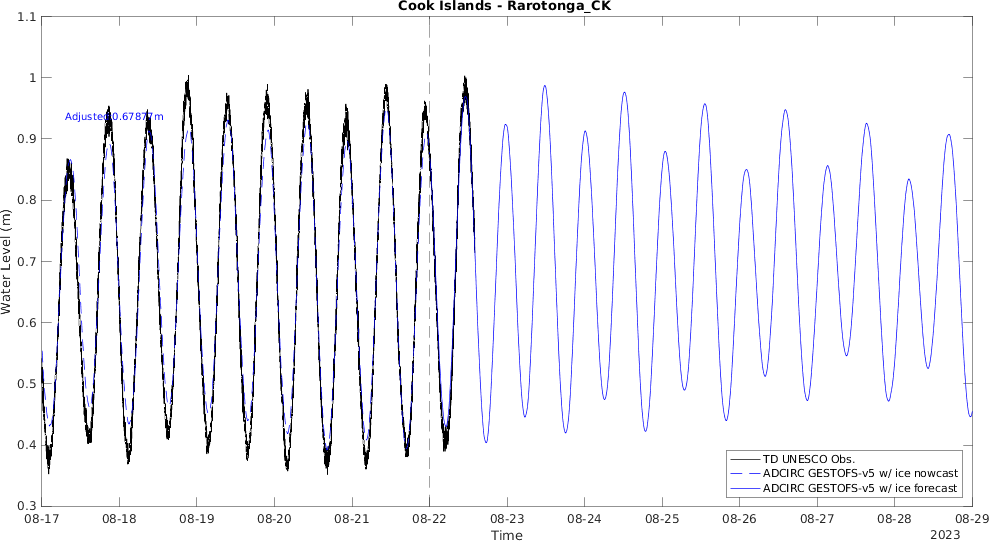 Cook Islands - Rarotonga_CK
1.1
1
0.9
0.8
0.7
0.6
0.5
0.4
0.3
Water Level (m)
Adjusted 0.67877m
TD UNESCO Obs.
ADCIRC GESTOFS-v5 w/ ice nowcast
ADCIRC GESTOFS-v5 w/ ice forecast
08-17 08-18 08-19 08-20 08-21 08-22 08-23 08-24 08-25 08-26 08-27 08-28 08-29
Time
2023